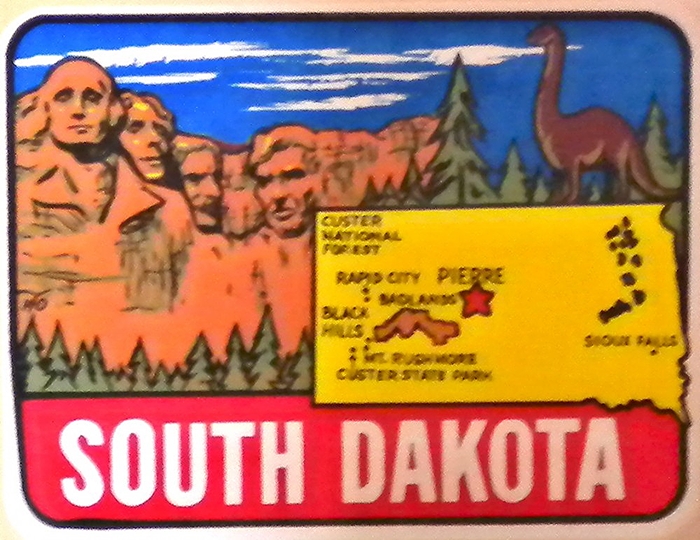 CUSTER
NATIONAL
FOREST
RAPID CITY
PIERRE
BADLANDS
BLACK
HILLS
MT. RUSHMORE
CUSTER STATE PARK
SIOUX FALLS
SOUTH DAKOTA